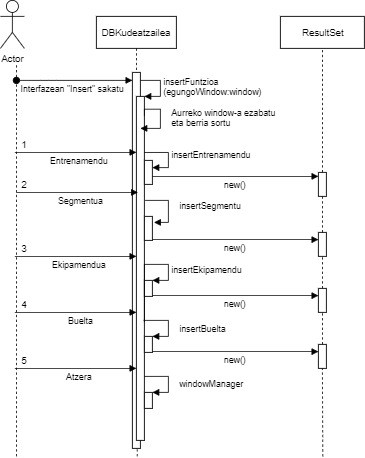 DBKudeatzailea
ResultSet
Actor
Interfazean "Insert" sakatu
insertFuntzioa
(egungoWindow:window)
Aurreko window-a ezabatu
eta berria sortu
1
Entrenamendu
insertEntrenamendu
new()
2
Segmentua
insertSegmentu
new()
3
Ekipamendua
insertEkipamendu
new()
4
Buelta
insertBuelta
new()
5
Atzera
windowManager